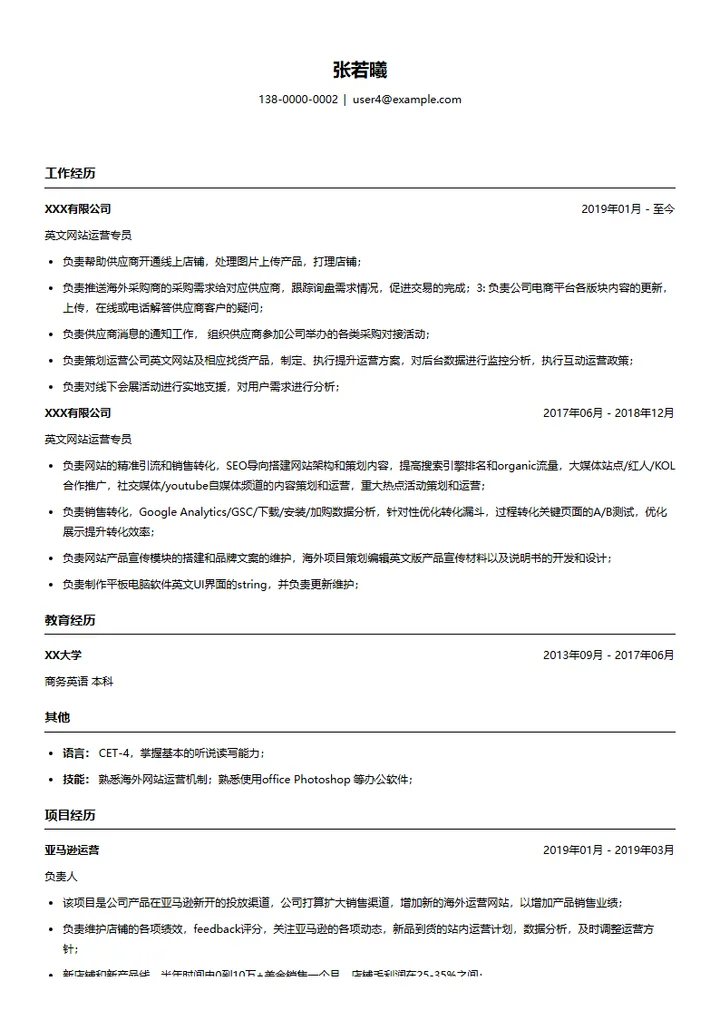 张若曦
138-0000-0002 | user4@example.com
工作经历
XXX有限公司 2019年01月 - 至今
英文网站运营专员
• 负责帮助供应商开通线上店铺，处理图片上传产品，打理店铺；
• 负责推送海外采购商的采购需求给对应供应商，跟踪询盘需求情况，促进交易的完成；3: 负责公司电商平台各版块内容的更新，
上传，在线或电话解答供应商客户的疑问；
• 负责供应商消息的通知工作， 组织供应商参加公司举办的各类采购对接活动；
• 负责策划运营公司英文网站及相应找货产品，制定、执行提升运营方案，对后台数据进行监控分析，执行互动运营政策；
• 负责对线下会展活动进行实地支援，对用户需求进行分析；
XXX有限公司 2017年06月 - 2018年12月
英文网站运营专员
• 负责网站的精准引流和销售转化，SEO导向搭建网站架构和策划内容，提高搜索引擎排名和organic流量，大媒体站点/红人/KOL
合作推广，社交媒体/youtube自媒体频道的内容策划和运营，重大热点活动策划和运营；
• 负责销售转化，Google Analytics/GSC/下载/安装/加购数据分析，针对性优化转化漏斗，过程转化关键页面的A/B测试，优化
展示提升转化效率；
• 负责网站产品宣传模块的搭建和品牌文案的维护，海外项目策划编辑英文版产品宣传材料以及说明书的开发和设计；
• 负责制作平板电脑软件英文UI界面的string，并负责更新维护；
教育经历
XX大学 2013年09月 - 2017年06月
商务英语 本科
其他
• 语言： CET-4，掌握基本的听说读写能力；
• 技能： 熟悉海外网站运营机制；熟悉使用office Photoshop 等办公软件；
项目经历
亚马逊运营 2019年01月 - 2019年03月
负责人
• 该项目是公司产品在亚马逊新开的投放渠道，公司打算扩大销售渠道，增加新的海外运营网站，以增加产品销售业绩；
• 负责维护店铺的各项绩效，feedback评分，关注亚马逊的各项动态，新品到货的站内运营计划，数据分析，及时调整运营方
针；
• 新店铺和新产品线，半年时间由0到10万+美金销售一个月，店铺毛利润在25-35%之间；